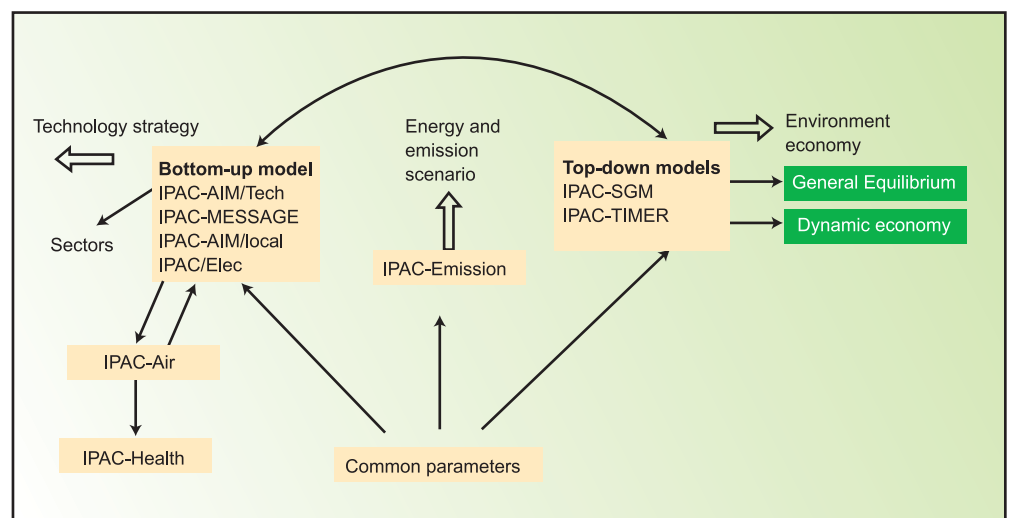 Technology strategy
Bottom-up model
IPAC-AIM/Tech
IPAC-MESSAGE
IPAC-AIM/local
IPAC/Elec
Sectors
IPAC-Air
IPAC-Health
Energy and
emission
scenario
IPAC-Emission
Common parameters
Top-down models
IPAC-SGM
IPAC-TIMER
Environment
economy
General Equilibrium
Dynamic economy